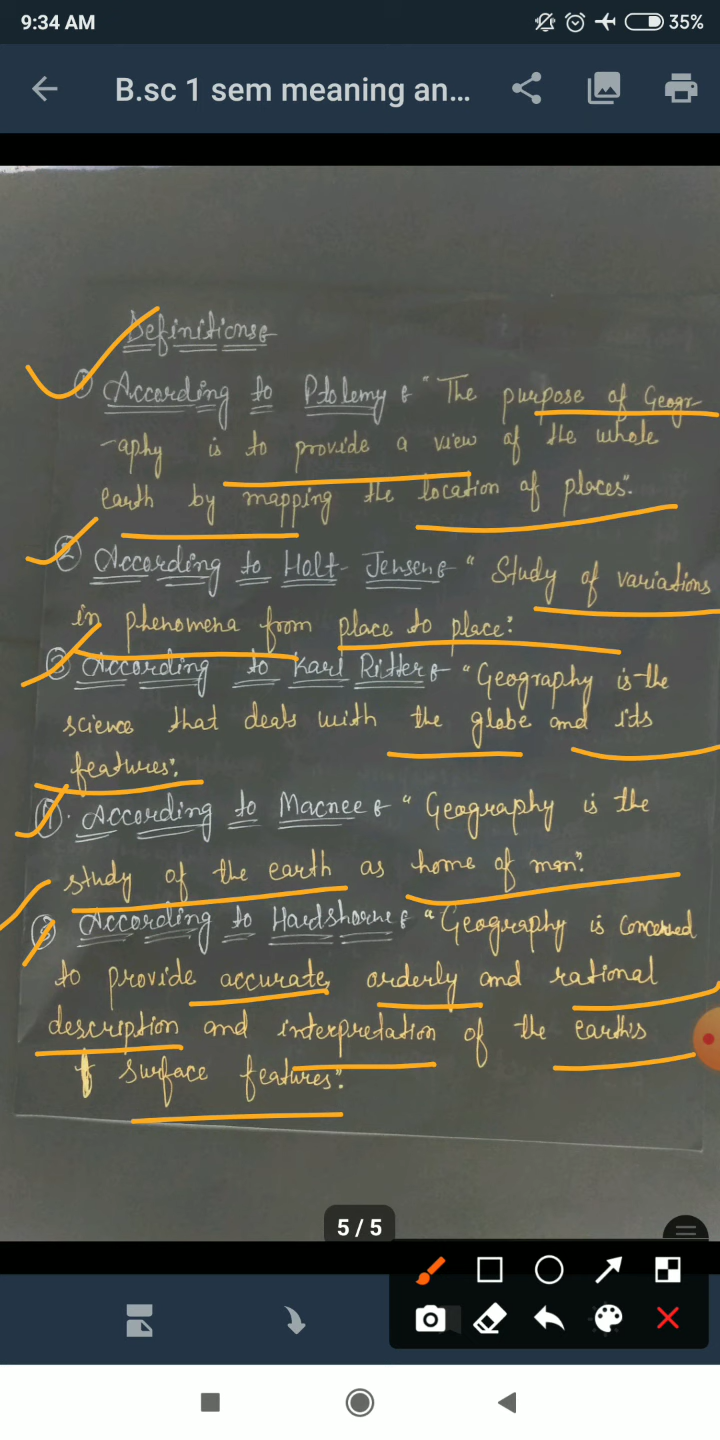 9:34 AM
35%
B.sc 1 sem meaning an...
Definitions:
① According to Ptolemy: "The purpose of Geogr-
-aphy is to provide a view of the whole
earth by mapping the location of places".
② According to Holt-Jensen:- "Study of variations
in phenomena from place to place".
③ According to Karl Ritter:- "Geography is the
science that deals with the globe and its
features".
According to Macnee: "Geography is the
study of the earth as home of man".
According to Hardshorne: "Geography is concerned
to provide accurate, orderly and rational
description and interpretation of the earth's
surface features".
5 / 5